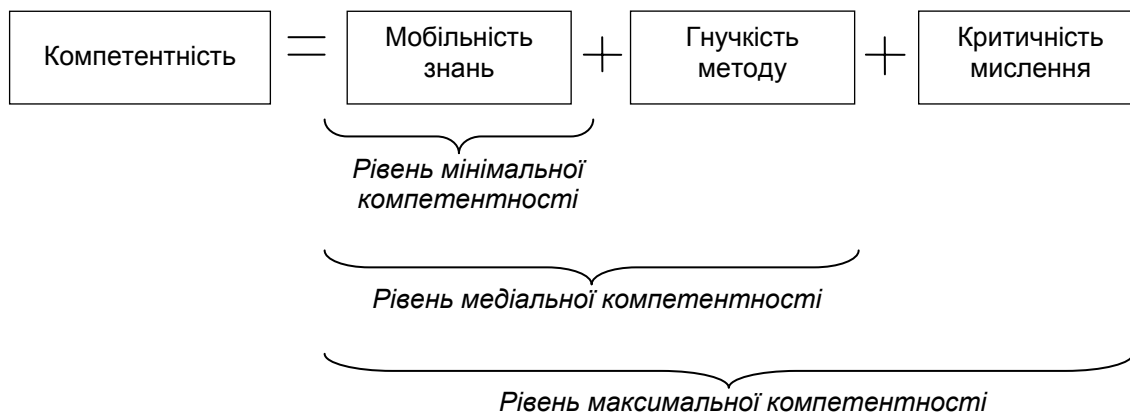 Компетентність
=
Мобільність
знань
+
Гнучкість
методу
+
Критичність
мислення
Рівень мінімальної
компетентності
Рівень медіальної компетентності
Рівень максимальної компетентності